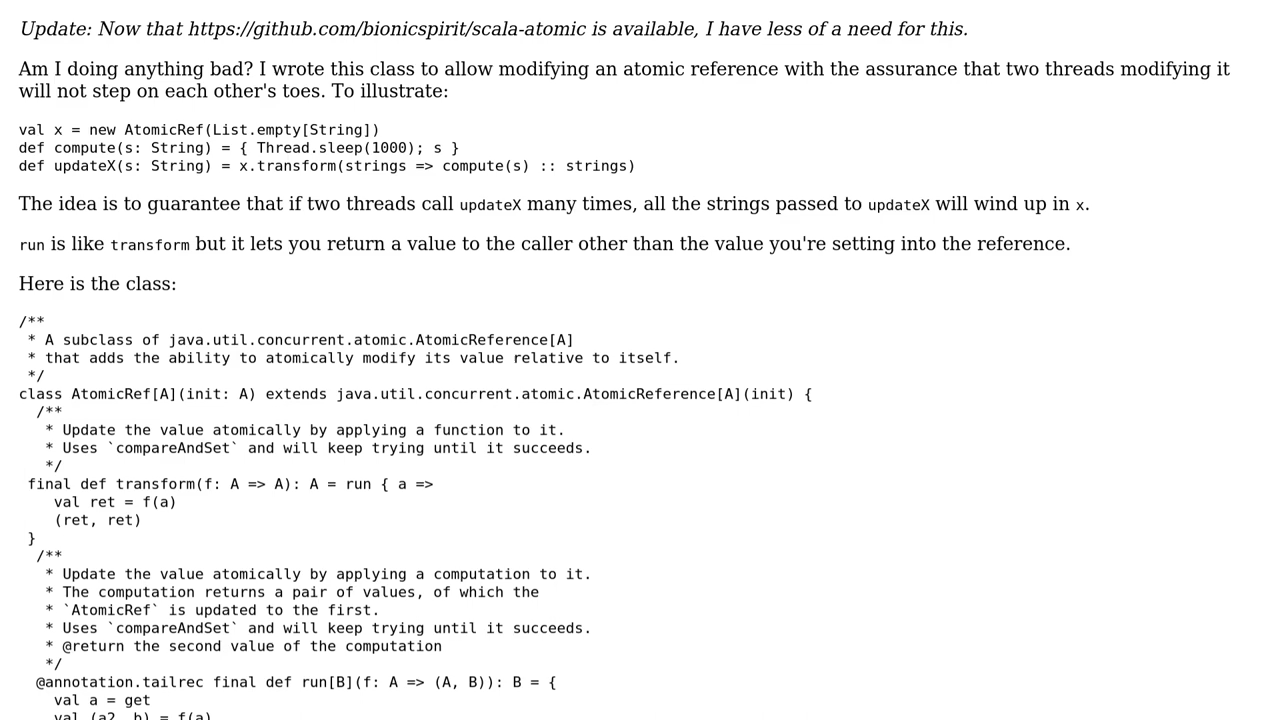 Update: Now that https://github.com/bionicspirit/scala-atomic is available, I have less of a need for this.
Am I doing anything bad? I wrote this class to allow modifying an atomic reference with the assurance that two threads modifying it
will not step on each other's toes. To illustrate:
val x = new AtomicRef(List.empty[String])
def compute(s: String) = { Thread.sleep(1000); s }
def updateX(s: String) = x.transform(strings => compute(s) :: strings)
The idea is to guarantee that if two threads call updateX many times, all the strings passed to updateX will wind up in x.
run is like transform but it lets you return a value to the caller other than the value you're setting into the reference.
Here is the class:
/**
 * A subclass of java.util.concurrent.atomic.AtomicReference[A]
 * that adds the ability to atomically modify its value relative to itself.
 */
class AtomicRef[A](init: A) extends java.util.concurrent.atomic.AtomicReference[A](init) {
  /**
   * Update the value atomically by applying a function to it.
   * Uses `compareAndSet` and will keep trying until it succeeds.
   */
 final def transform(f: A => A): A = run { a =>
    val ret = f(a)
    (ret, ret)
 }
  /**
   * Update the value atomically by applying a computation to it.
   * The computation returns a pair of values, of which the
   * `AtomicRef` is updated to the first.
   * Uses `compareAndSet` and will keep trying until it succeeds.
   * @return the second value of the computation
   */
  @annotation.tailrec final def run[B](f: A => (A, B)): B = {
    val a = get
    val (a2, b) = f(a)